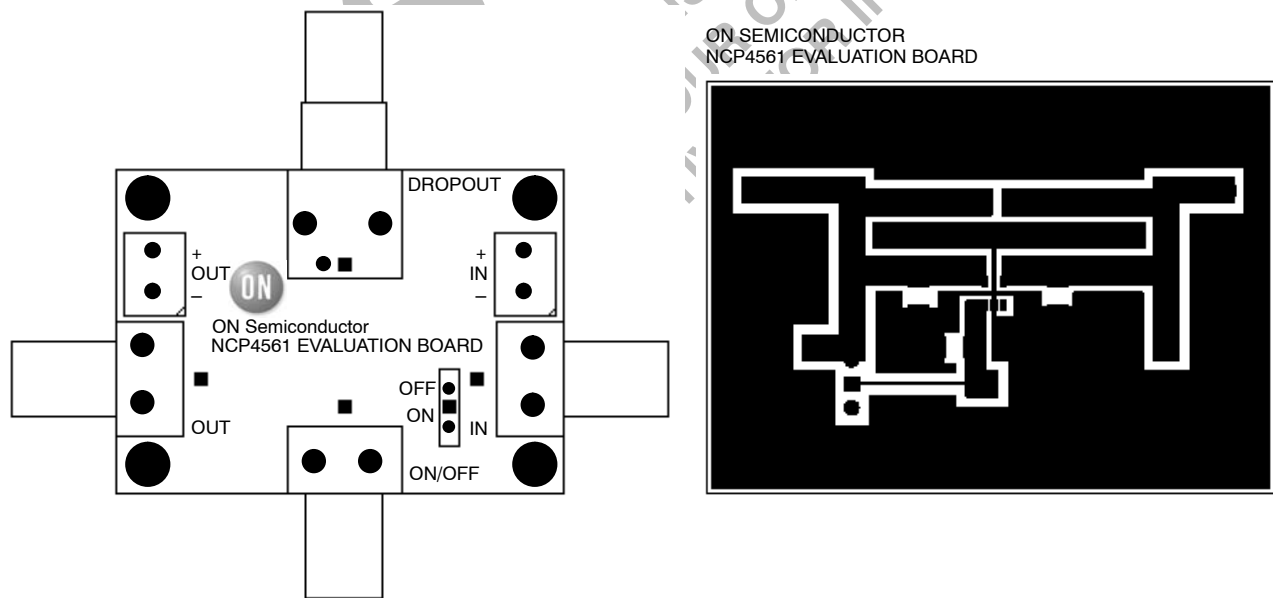 ON SEMICONDUCTOR
NCP4561 EVALUATION BOARD
DROPOUT
+
OUT
–
ON
+
IN
–
ON Semiconductor
NCP4561 EVALUATION BOARD
OFF
ON
OUT
IN
ON/OFF